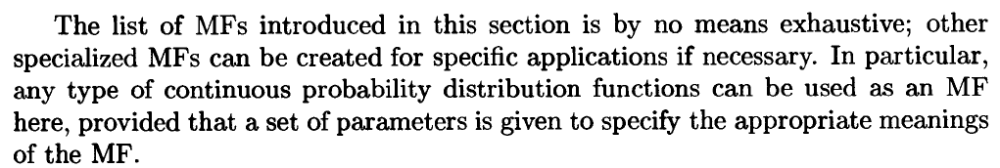 The list of MFs introduced in this section is by no means exhaustive; other
specialized MFs can be created for specific applications if necessary. In particular,
any type of continuous probability distribution functions can be used as an MF
here, provided that a set of parameters is given to specify the appropriate meanings
of the MF.